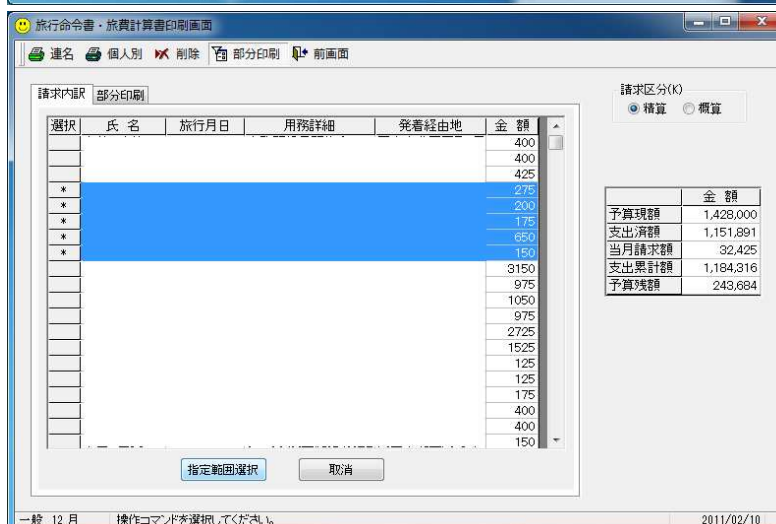 旅行命令書・旅費計算書印刷画面
連名 個人別 削除 部分印刷 前画面
請求内訳 部分印刷
請求区分(K)
精算 概算
選択 氏 名 旅行月日 用務詳細 発着経由地 金 額
400
400
425
* 275
* 200
* 175
* 650
* 150
3150
975
1050
975
2725
1525
125
125
175
400
400
150
金 額
予算現額 1,428,000
支出済額 1,151,891
当月請求額 32,425
支出累計額 1,184,316
予算残額 243,684
指定範囲選択 取消
一般 12 月 操作コマンドを選択してください。 2011/02/10